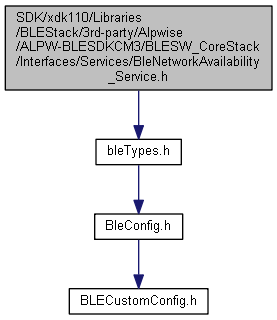 SDK/xdk110/Libraries
/BLEStack/3rd-party/Alpwise
/ALPW-BLESDKCM3/BLESW_CoreStack
/Interfaces/Services/BleNetworkAvailability
_Service.h
bleTypes.h
BleConfig.h
BLECustomConfig.h